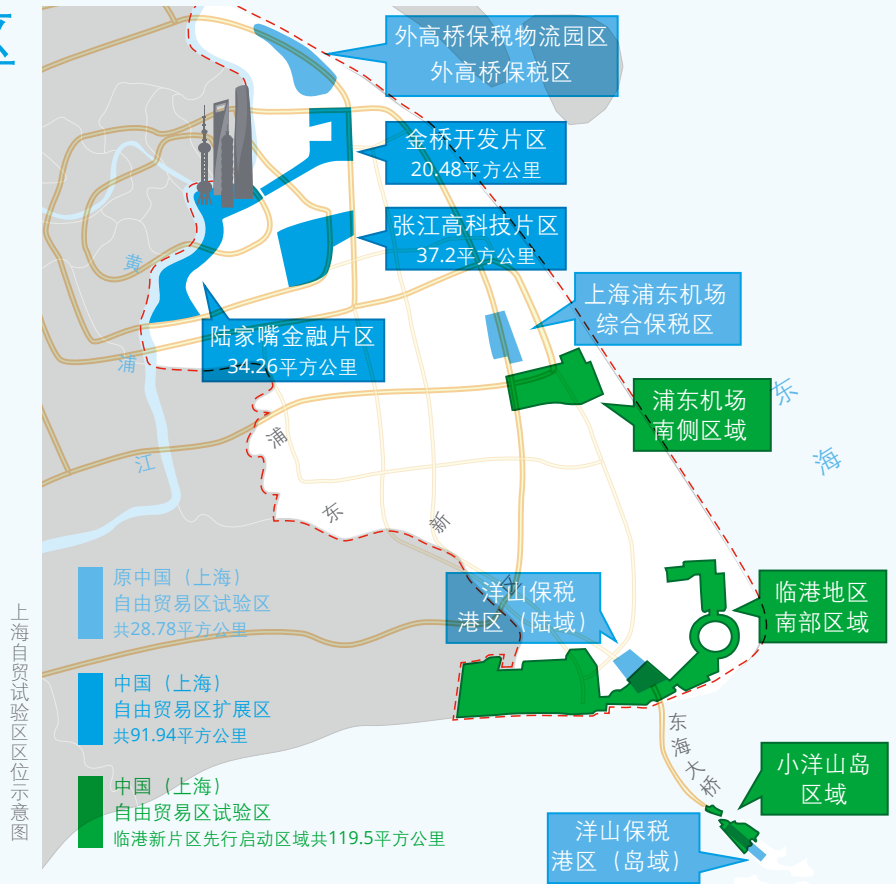 区
外高桥保税物流园区
外高桥保税区
金桥开发片区
20.48平方公里
张江高科技片区
37.2平方公里
上海浦东机场
综合保税区
陆家嘴金融片区
34.26平方公里
浦东机场
南侧区域
黄
浦
江
东
海
浦
东
新
区
洋山保税
港区（陆域）
临港地区
南部区域
原中国（上海）
自由贸易区试验区
共28.78平方公里
中国（上海）
自由贸易区扩展区
共91.94平方公里
中国（上海）
自由贸易区试验区
临港新片区先行启动区域共119.5平方公里
东
海
大
桥
小洋山岛
区域
洋山保税
港区（岛域）
上海自贸试验区区位示意图